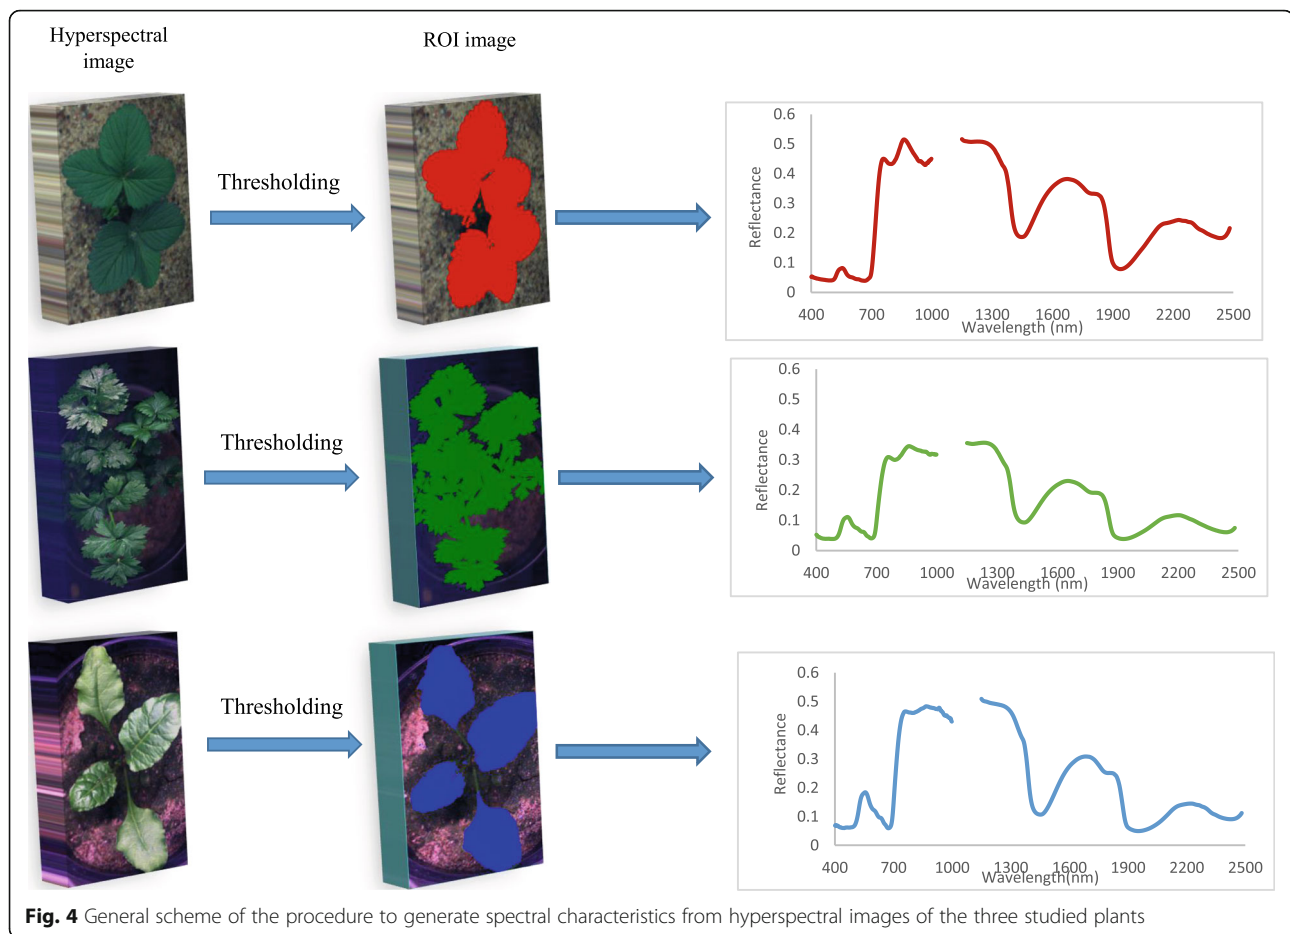 Hyperspectral
image
ROI image
Thresholding
0.6
0.5
0.4
0.3
0.2
0.1
0
Reflectance
400 700 1000 1300 1600 1900 2200 2500
Wavelength (nm)
Thresholding
0.6
0.5
0.4
0.3
0.2
0.1
0
Reflectance
400 700 1000 1300 1600 1900 2200 2500
Wavelength (nm)
Thresholding
0.6
0.5
0.4
0.3
0.2
0.1
0
Reflectance
400 700 1000 1300 1600 1900 2200 2500
Wavelength(nm)
Fig. 4 General scheme of the procedure to generate spectral characteristics from hyperspectral images of the three studied plants